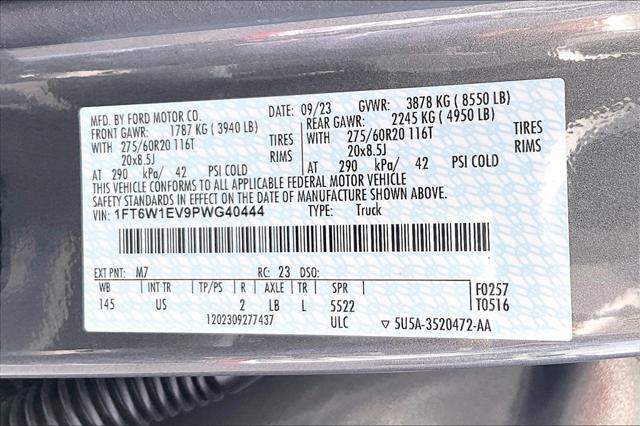 MFD. BY FORD MOTOR CO. DATE: 09/23 GVWR: 3878 KG ( 8550 LB)
FRONT GAWR: 1787 KG ( 3940 LB) REAR GAWR: 2245 KG ( 4950 LB)
WITH 275/60R20 116T TIRES WITH 275/60R20 116T TIRES
20x8.5J RIMS 20x8.5J RIMS
AT 290 kPa/ 42 PSI COLD AT 290 kPa/ 42 PSI COLD
THIS VEHICLE CONFORMS TO ALL APPLICABLE FEDERAL MOTOR VEHICLE
SAFETY STANDARDS IN EFFECT ON THE DATE OF MANUFACTURE SHOWN ABOVE.
VIN: 1FT6W1EV9PWG40444 TYPE: Truck
EXT PNT: M7 RC: 23 DSO:
WB INT TR TP/PS R AXLE TR SPR F0257
145 US 2 LB L 5522 T0516
1202309277437 ULC ▽ 5U5A-3520472-AA